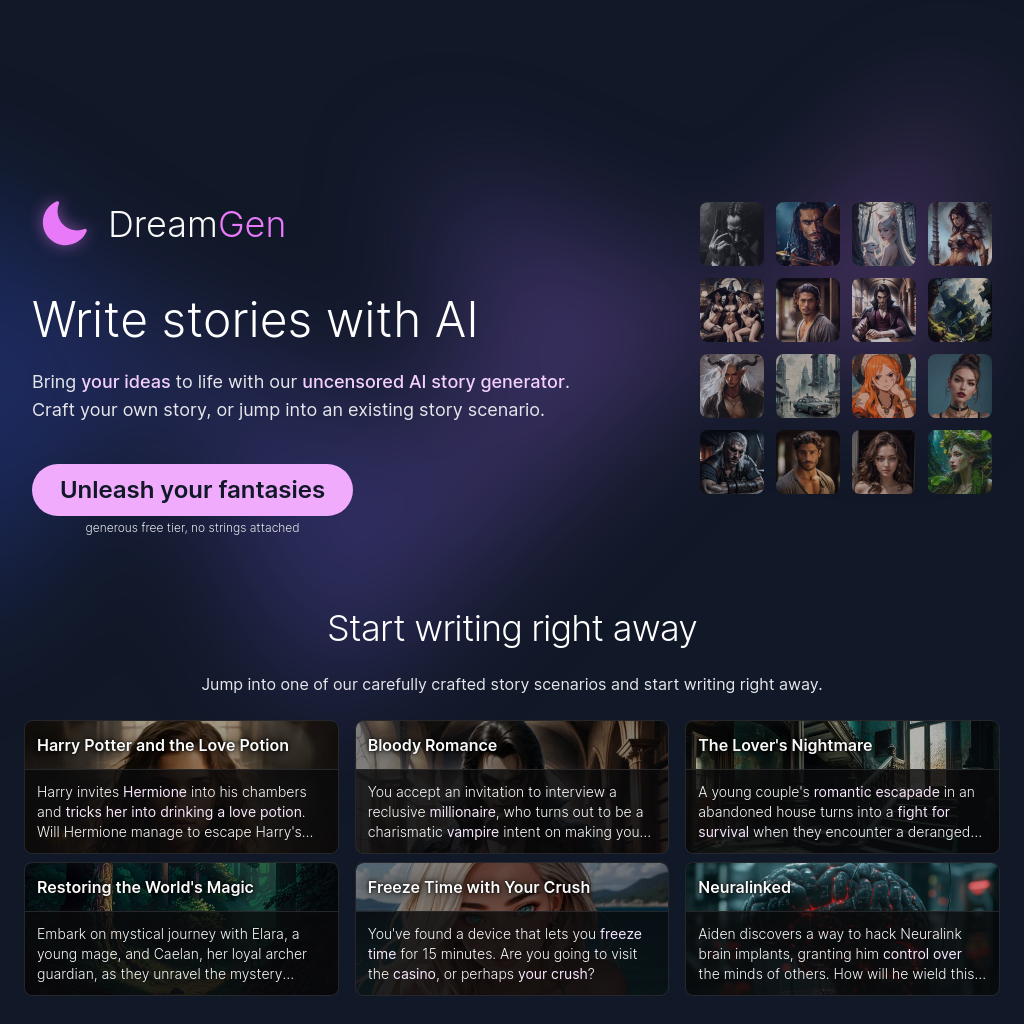 DreamGen
Write stories with AI
Bring your ideas to life with our uncensored AI story generator.
Craft your own story, or jump into an existing story scenario.
Unleash your fantasies
generous free tier, no strings attached
Start writing right away
Jump into one of our carefully crafted story scenarios and start writing right away.
Harry Potter and the Love Potion
Harry invites Hermione into his chambers
and tricks her into drinking a love potion.
Will Hermione manage to escape Harry's...
Bloody Romance
You accept an invitation to interview a
reclusive millionaire, who turns out to be a
charismatic vampire intent on making you...
The Lover's Nightmare
A young couple's romantic escapade in an
abandoned house turns into a fight for
survival when they encounter a deranged...
Restoring the World's Magic
Embark on mystical journey with Elara, a
young mage, and Caelan, her loyal archer
guardian, as they unravel the mystery...
Freeze Time with Your Crush
You've found a device that lets you freeze
time for 15 minutes. Are you going to visit
the casino, or perhaps your crush?
Neuralinked
Aiden discovers a way to hack Neuralink
brain implants, granting him control over
the minds of others. How will he wield this...